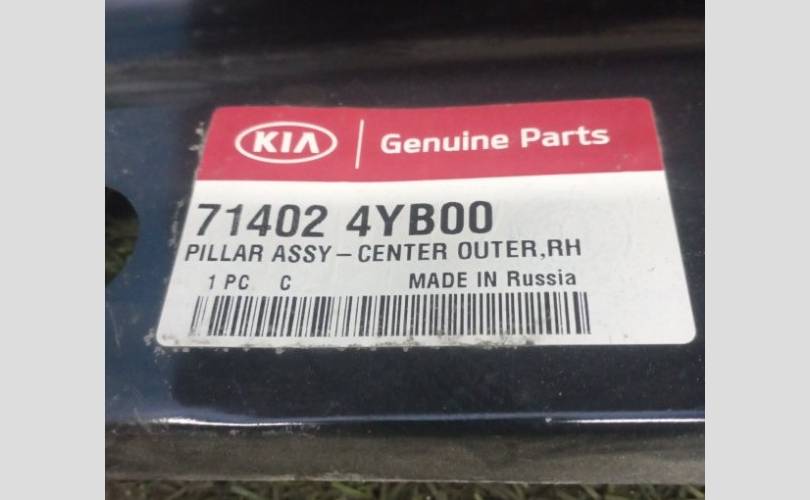 KIA Genuine Parts
71402 4YB00
PILLAR ASSY-CENTER OUTER,RH
1 PC C MADE IN Russia